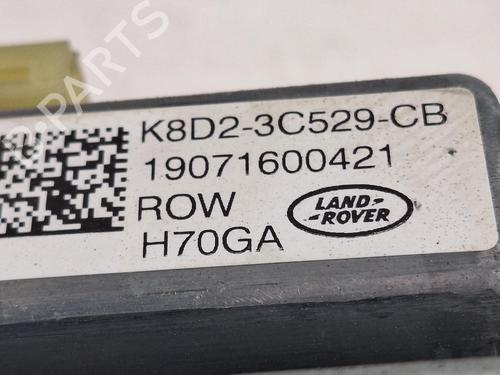 K8D2-3C529-CB
19071600421
ROW
LAND-
-ROVER
H70GA